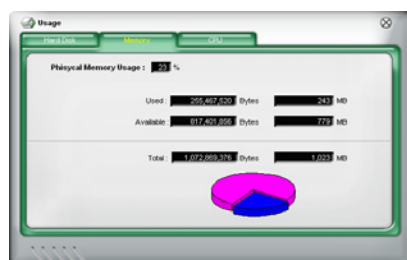 Usage
Hard Disk Memory CPU
Phisycal Memory Usage : 23 %
Used : 255,467,520 Bytes 243 MB
Available : 817,401,856 Bytes 779 MB
Total : 1,072,869,376 Bytes 1,023 MB